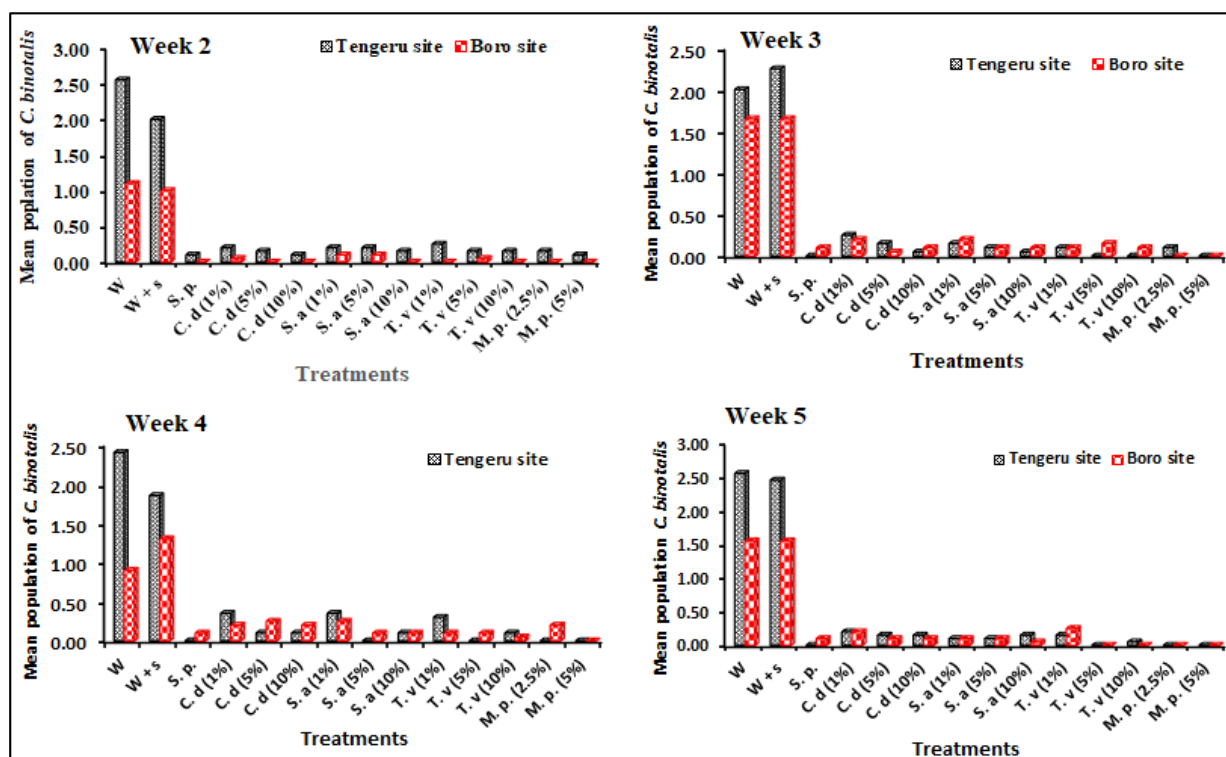 Week 2
Tengeru site
Boro site
Mean poplation of C. binotalis
3.00
2.50
2.00
1.50
1.00
0.50
0.00
W
W + s
S. p.
C. d (1%)
C. d (5%)
C. d (10%)
S. a (1%)
S. a (5%)
S. a (10%)
T. v (1%)
T. v (5%)
T. v (10%)
M. p. (2.5%)
M. p. (5%)
Treatments
Week 3
Tengeru site
Boro site
Mean population of C. binotalis
2.50
2.00
1.50
1.00
0.50
0.00
W
W + s
S. p.
C. d (1%)
C. d (5%)
C. d (10%)
S. a (1%)
S. a (5%)
S. a (10%)
T. v (1%)
T. v (5%)
T. v (10%)
M. p. (2.5%)
M. p. (5%)
Treatments
Week 4
Tengeru site
Mean population of C. binotalis
2.50
2.00
1.50
1.00
0.50
0.00
W
W + s
S. p.
C. d (1%)
C. d (5%)
C. d (10%)
S. a (1%)
S. a (5%)
S. a (10%)
T. v (1%)
T. v (5%)
T. v (10%)
M. p. (2.5%)
M. p. (5%)
Treatments
Week 5
Tengeru site
Boro site
Mean population C. binotalis
3.00
2.50
2.00
1.50
1.00
0.50
0.00
W
W + s
S. p.
C. d (1%)
C. d (5%)
C. d (10%)
S. a (1%)
S. a (5%)
S. a (10%)
T. v (1%)
T. v (5%)
T. v (10%)
M. p. (2.5%)
M. p. (5%)
Treatments